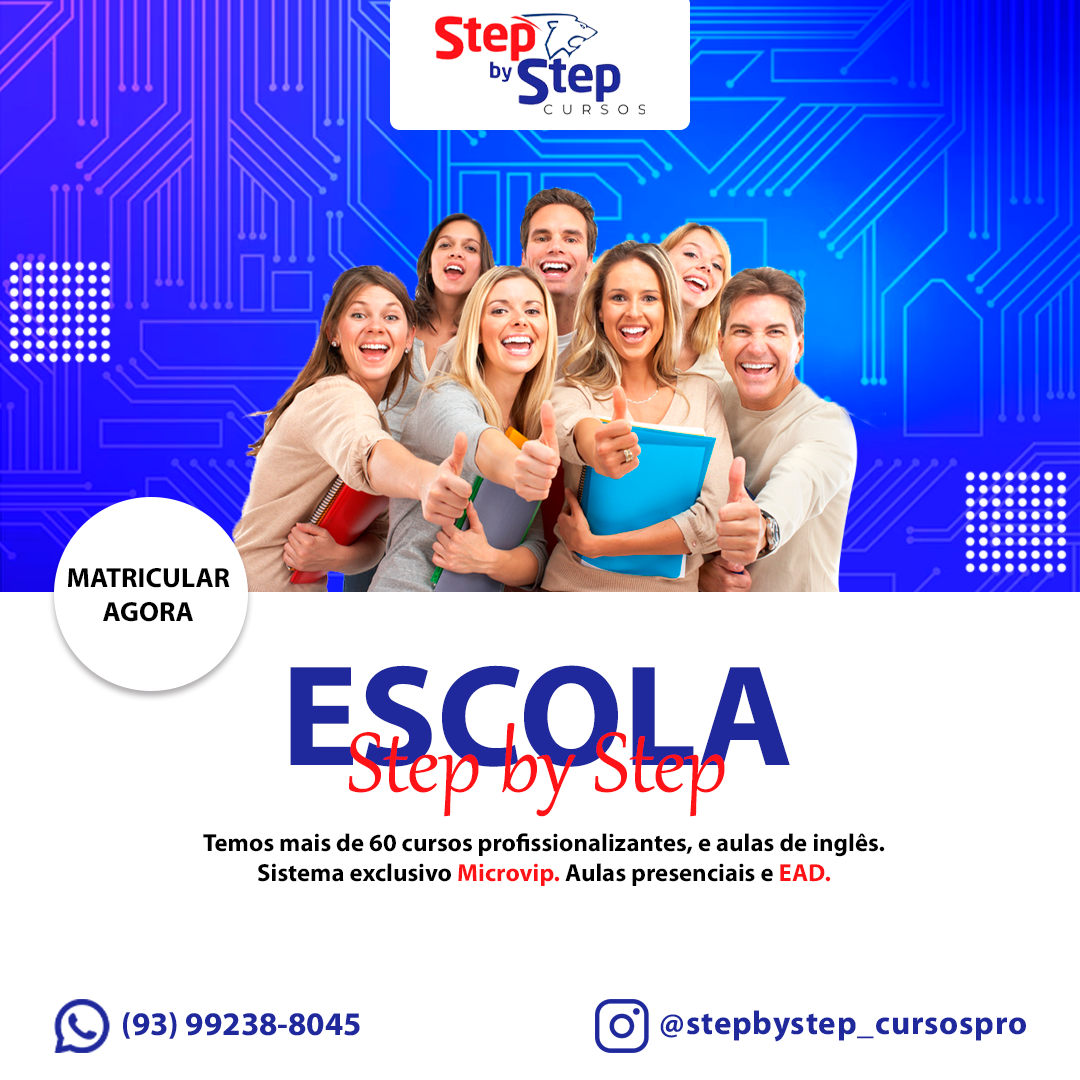 Step
by Step
CURSOS
MATRICULAR
AGORA
ESCOLA
Step by Step
Temos mais de 60 cursos profissionalizantes, e aulas de inglês.
Sistema exclusivo Microvip. Aulas presenciais e EAD.
(93) 99238-8045
@stepbystep_cursospro